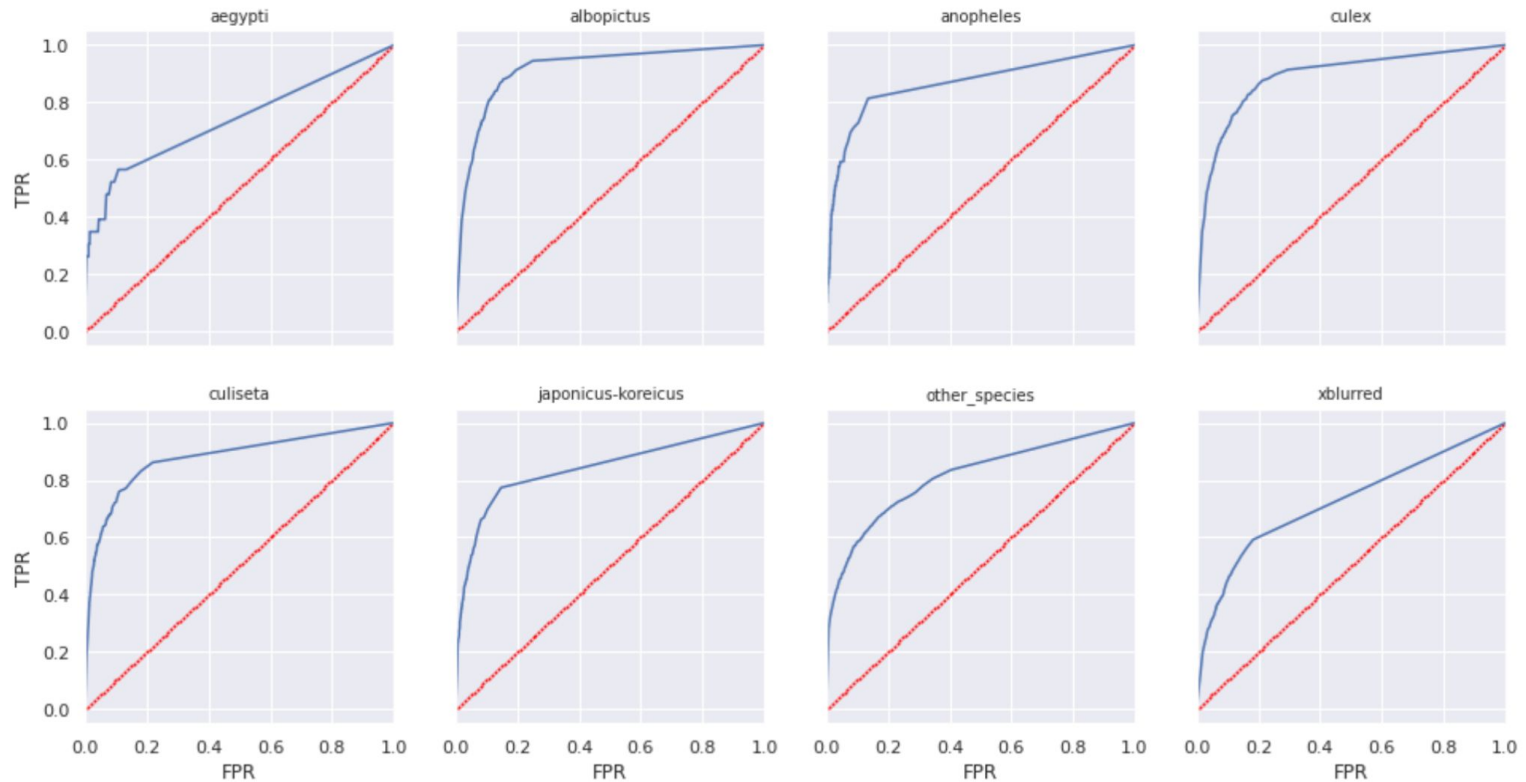 aegypti albopictus anopheles culex
1.0
0.8
0.6
0.4
0.2
0.0
TPR
culiseta japonicus-koreicus other_species xblurred
1.0
0.8
0.6
0.4
0.2
0.0
TPR
0.0 0.2 0.4 0.6 0.8 1.0 0.0 0.2 0.4 0.6 0.8 1.0 0.0 0.2 0.4 0.6 0.8 1.0 0.0 0.2 0.4 0.6 0.8 1.0
FPR FPR FPR FPR